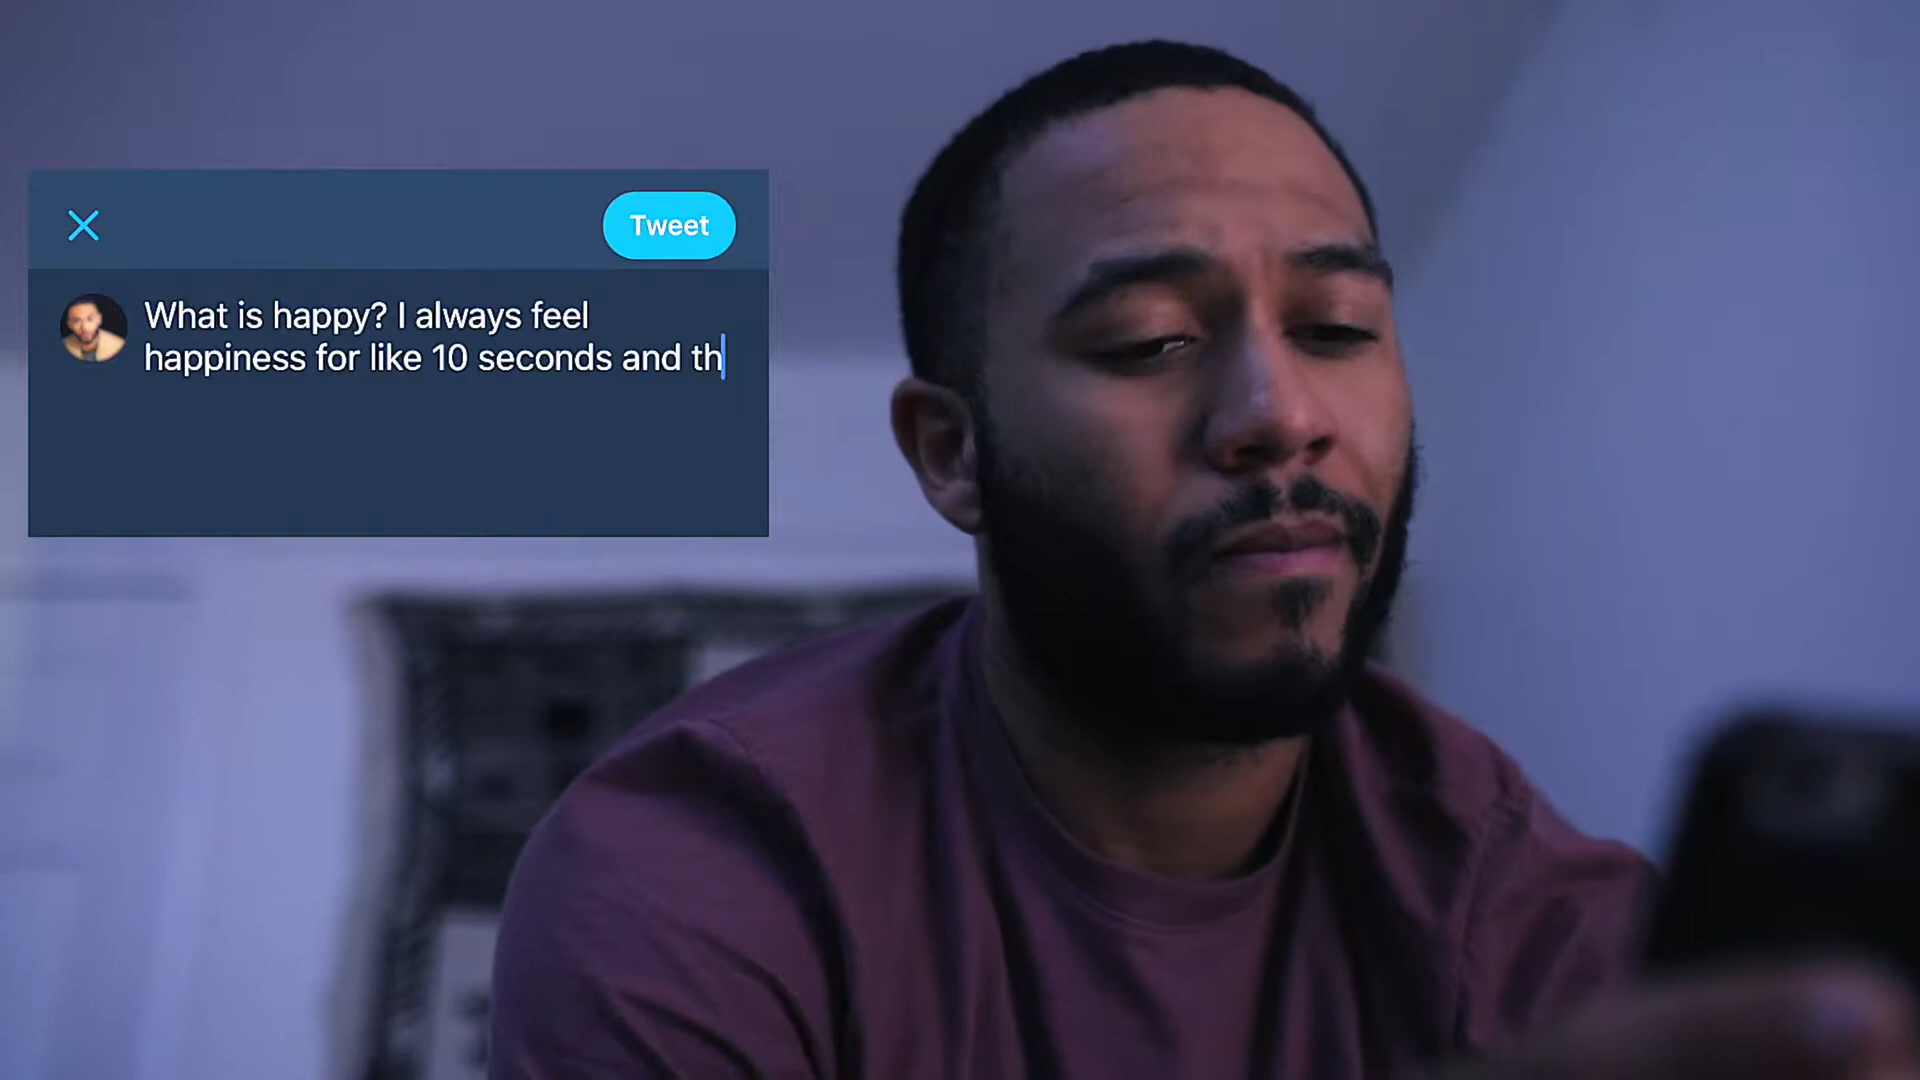 Tweet
What is happy? I always feel
happiness for like 10 seconds and th